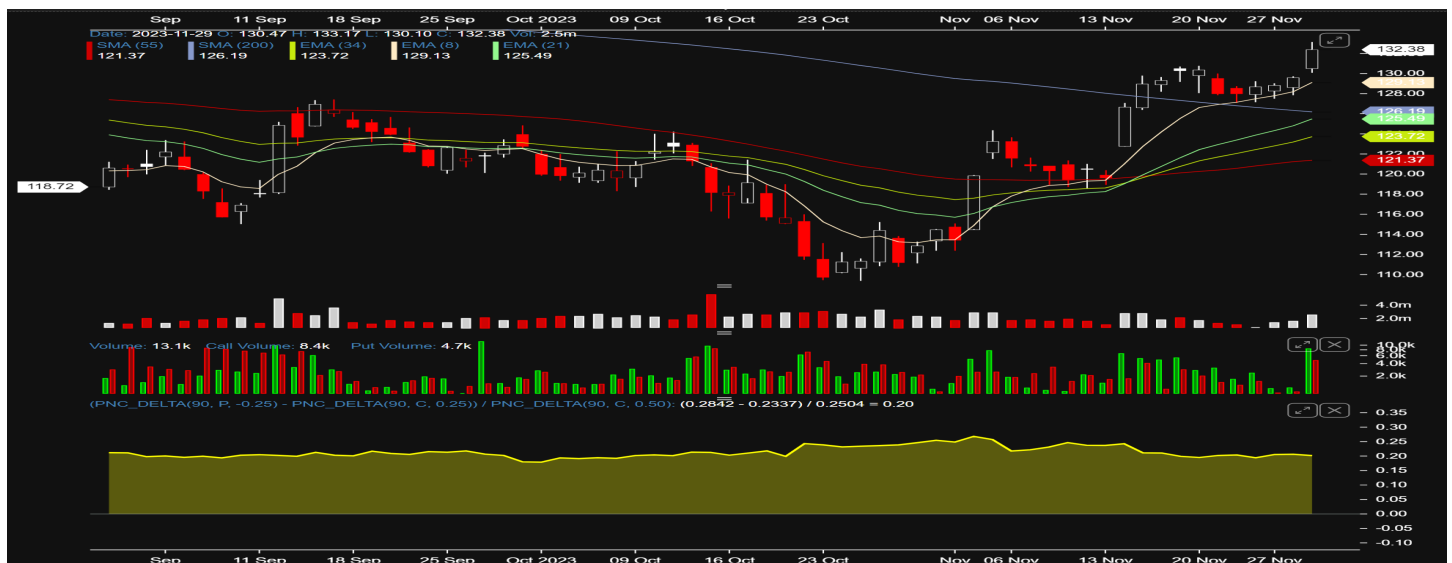 Sep 11 Sep 18 Sep 25 Sep Oct 2023 09 Oct 16 Oct 23 Oct Nov 06 Nov 13 Nov 20 Nov 27 Nov
Date: 2023-11-29 O: 130.47 H: 133.17 L: 130.10 C: 132.38 Vol: 2.5m
SMA (55) SMA (200) EMA (34) EMA (8) EMA (21)
121.37 126.19 123.72 129.13 125.49
132.38
130.00
128.00
126.19
125.49
123.72
122.00
121.37
120.00
118.72
118.00
116.00
114.00
112.00
110.00
4.0m
2.0m
Volume: 13.1k Call Volume: 8.4k Put Volume: 4.7k
10.0k
6.0k
4.0k
2.0k
(PNC_DELTA(90, P, -0.25) - PNC_DELTA(90, C, 0.25)) / PNC_DELTA(90, C, 0.50): (0.2842 - 0.2337) / 0.2504 = 0.20
0.35
0.30
0.25
0.20
0.15
0.10
0.05
0.00
-0.05
-0.10
Sep 11 Sep 18 Sep 25 Sep Oct 2023 09 Oct 16 Oct 23 Oct Nov 06 Nov 13 Nov 20 Nov 27 Nov